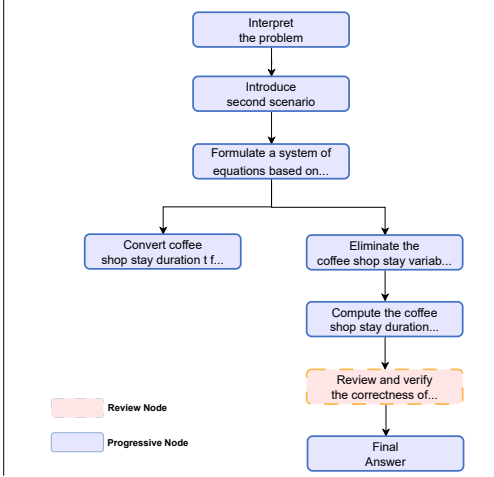 Interpret
the problem
Introduce
second scenario
Formulate a system of
equations based on...
Convert coffee
shop stay duration t f...
Eliminate the
coffee shop stay variab...
Compute the coffee
shop stay duration...
Review and verify
the correctness of...
Final
Answer
Review Node
Progressive Node